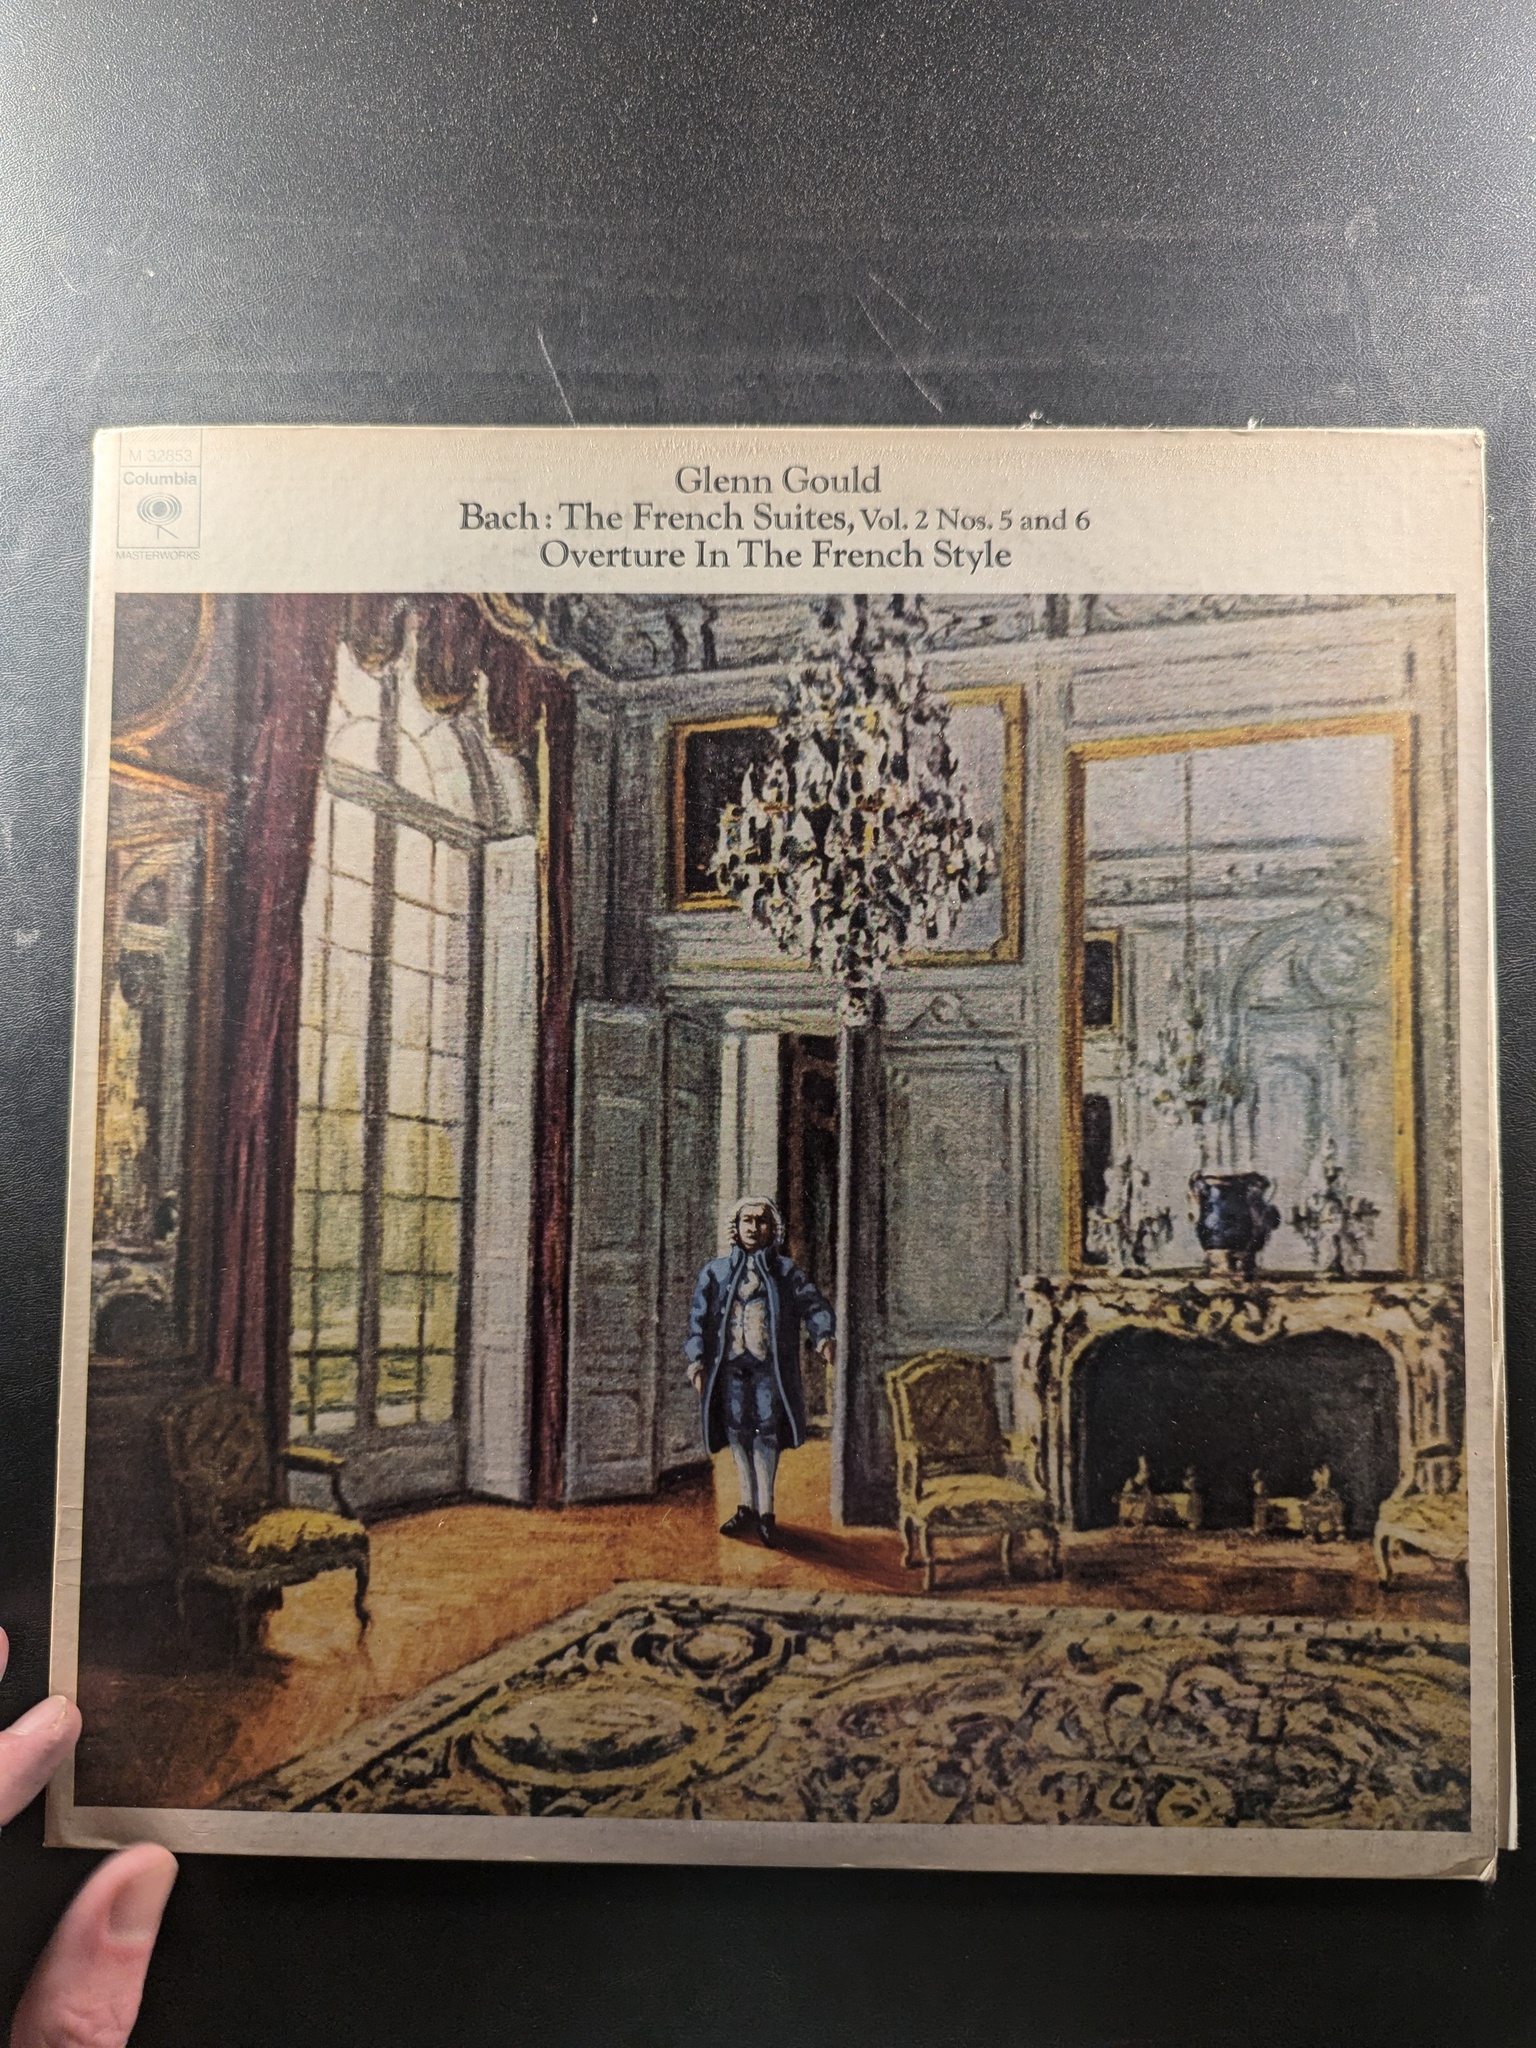 M 32853
Columbia
MASTERWORKS
Glenn Gould
Bach: The French Suites, Vol. 2 Nos. 5 and 6
Overture In The French Style